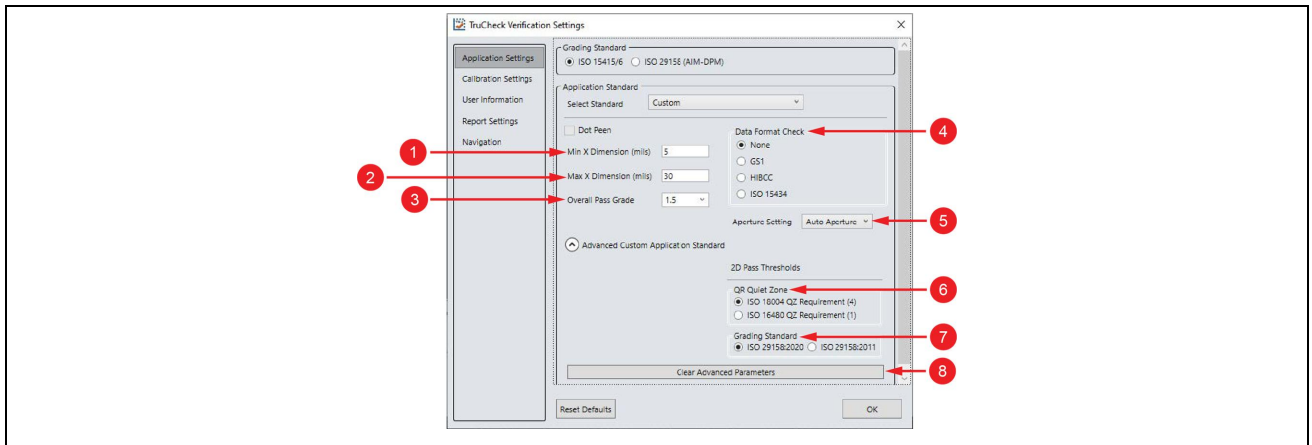 TruCheck Verification Settings
Application Settings
Calibration Settings
User Information
Report Settings
Navigation
Grading Standard
ISO 15415/6 ISO 29158 (AIM-DPM)
Application Standard
Select Standard Custom
Dot Peen
1 Min X Dimension (mils) 5
2 Max X Dimension (mils) 30
3 Overall Pass Grade 1.5
Data Format Check 4
None
GS1
HIBCC
ISO 15434
Aperture Setting Auto Aperture 5
Advanced Custom Application Standard
2D Pass Thresholds
QR Quiet Zone 6
ISO 18004 QZ Requirement (4)
ISO 16480 QZ Requirement (1)
Grading Standard 7
ISO 29158:2020 ISO 29158:2011
Clear Advanced Parameters 8
Reset Defaults OK